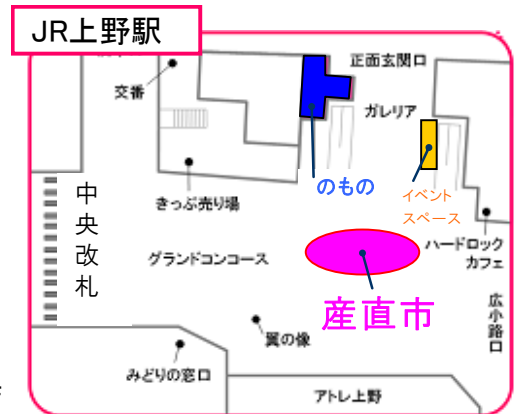 JR上野駅
正面玄関口
交番
ガレリア
のもの
イベント
スペース
きっぷ売り場
中央改札
ハードロック
カフェ
グランドコンコース
産直市
広小路口
翼の像
みどりの窓口
アトレ上野